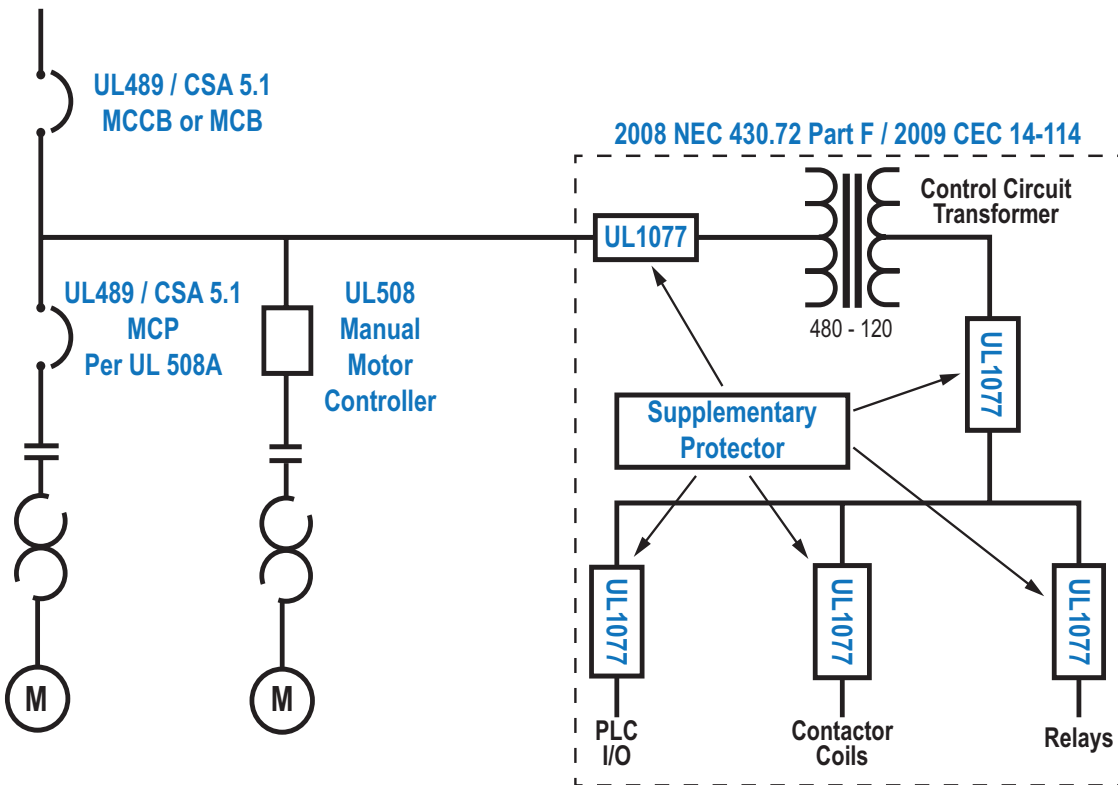 UL489 / CSA 5.1
MCCB or MCB
2008 NEC 430.72 Part F / 2009 CEC 14-114
Control Circuit
Transformer
UL1077
480 - 120
UL489 / CSA 5.1
MCP
Per UL 508A
UL508
Manual
Motor
Controller
UL1077
Supplementary
Protector
UL1077
UL1077
UL1077
M
M
PLC
I/O
Contactor
Coils
Relays